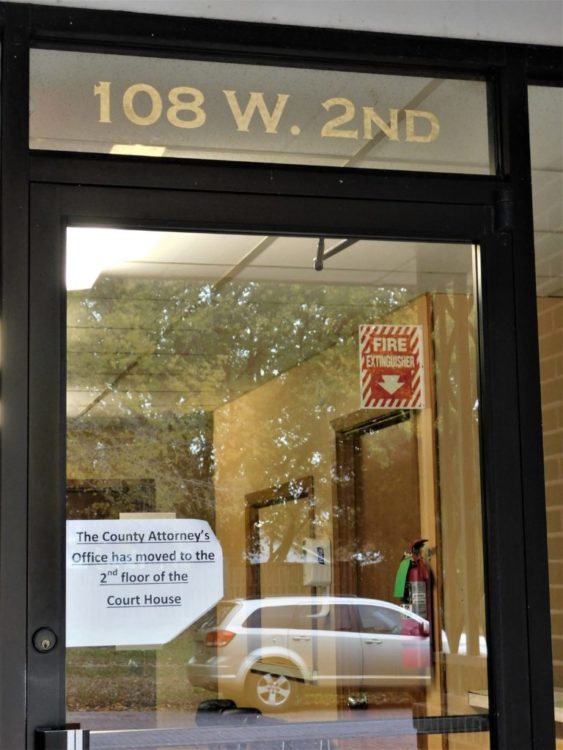 108 W. 2ND
FIRE
EXTINGUISHER
The County Attorney's
Office has moved to the
2nd floor of the
Court House